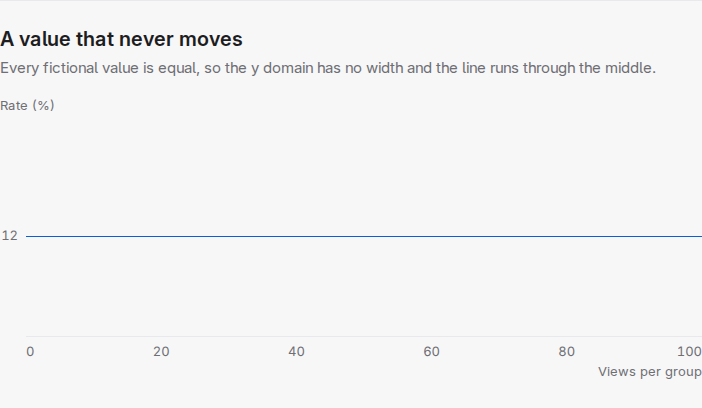 A value that never moves
Every fictional value is equal, so the y domain has no width and the line runs through the middle.
Rate (%)
12
0 20 40 60 80 100
Views per group